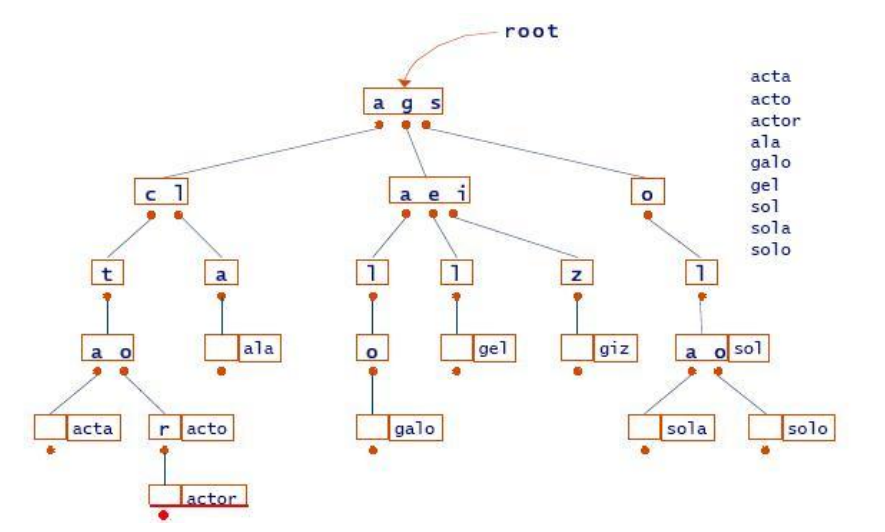 root
a g s
acta
acto
actor
ala
galo
gel
sol
sola
solo
c l
a e i
o
t
a
l
l
z
l
a o
ala
o
gel
giz
a o sol
acta
r acto
galo
sola
solo
actor